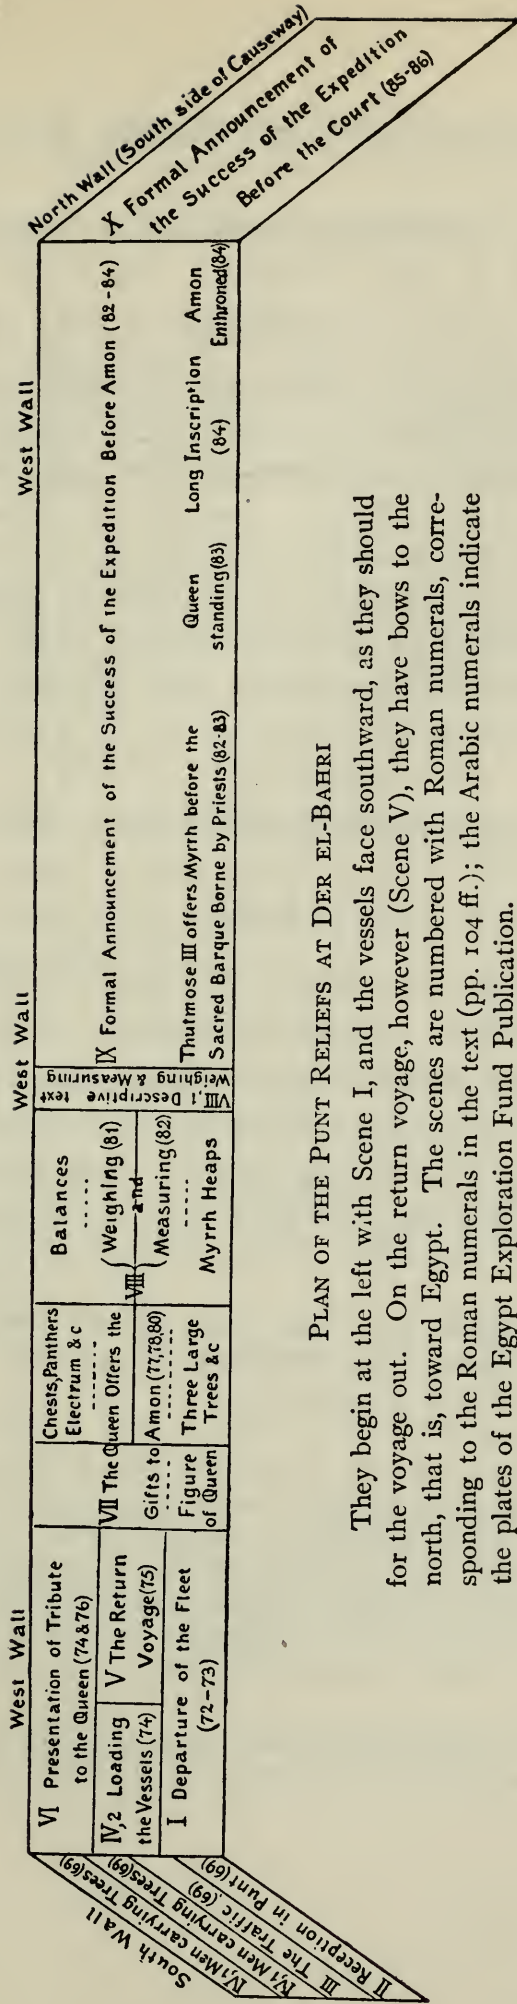 South Wall
IV,1 Men carrying Trees(69)
IV,1 Men carrying Trees(69)
III The Traffic (69)
II Reception in Punt(69)
West Wall
VI Presentation of Tribute
to the Queen (74&76)
IV,2 Loading
the Vessels(74)
V The Return
Voyage(75)
I Departure of the Fleet
(72-73)
Chests,Panthers
Electrum &c
VII The Queen Offers the
Gifts to Amon(77,78,80)
Figure
of Queen
Three Large
Trees &c
West Wall
Balances
VIII
Weighing(81)
and
Measuring(82)
Myrrh Heaps
VIII,1 Descriptive text
Weighing & Measuring
West Wall
IX Formal Announcement of the Success of the Expedition Before Amon (82-84)
Thutmose III offers Myrrh before the
Sacred Barque Borne by Priests(82-83)
Queen
standing(83)
Long Inscription
(84)
Amon
Enthroned(84)
North Wall (South side of Causeway)
X Formal Announcement of
the Success of the Expedition
Before the Court (85-86)
PLAN OF THE PUNT RELIEFS AT DER EL-BAHRI
They begin at the left with Scene I, and the vessels face southward, as they should
for the voyage out. On the return voyage, however (Scene V), they have bows to the
north, that is, toward Egypt. The scenes are numbered with Roman numerals, corre-
sponding to the Roman numerals in the text (pp. 104 ff.); the Arabic numerals indicate
the plates of the Egypt Exploration Fund Publication.